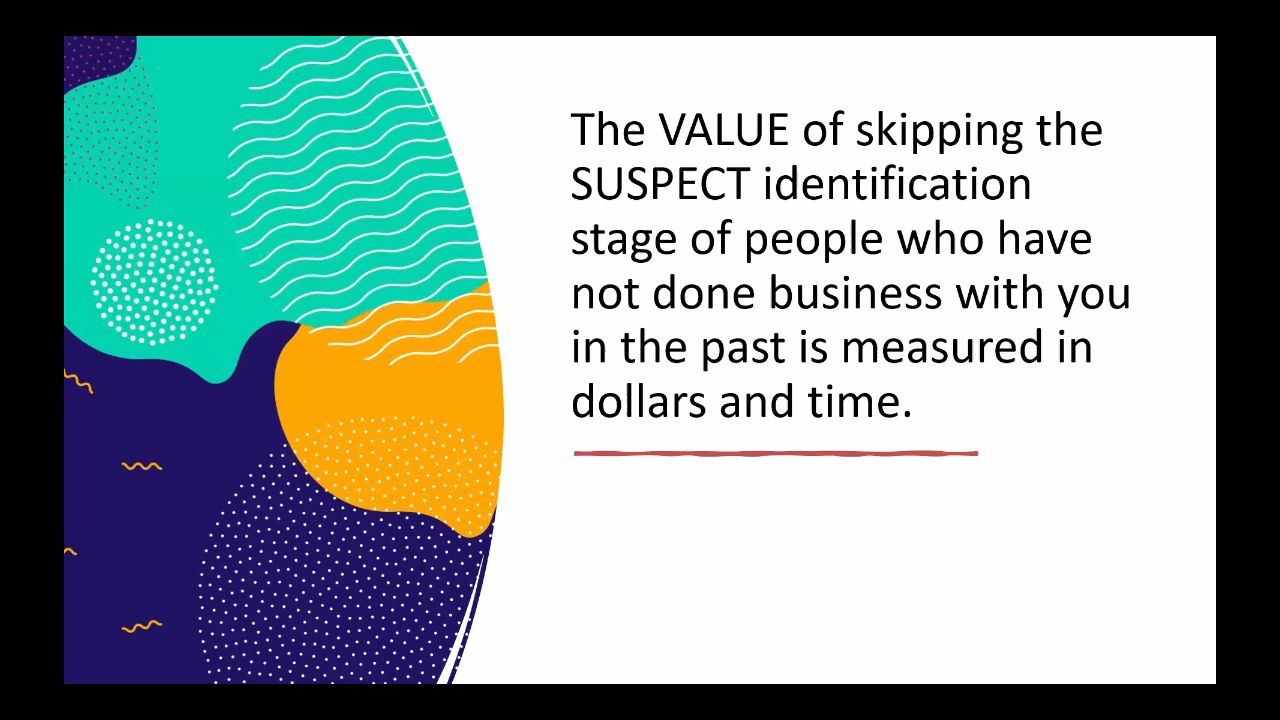 The VALUE of skipping the
SUSPECT identification
stage of people who have
not done business with you
in the past is measured in
dollars and time.